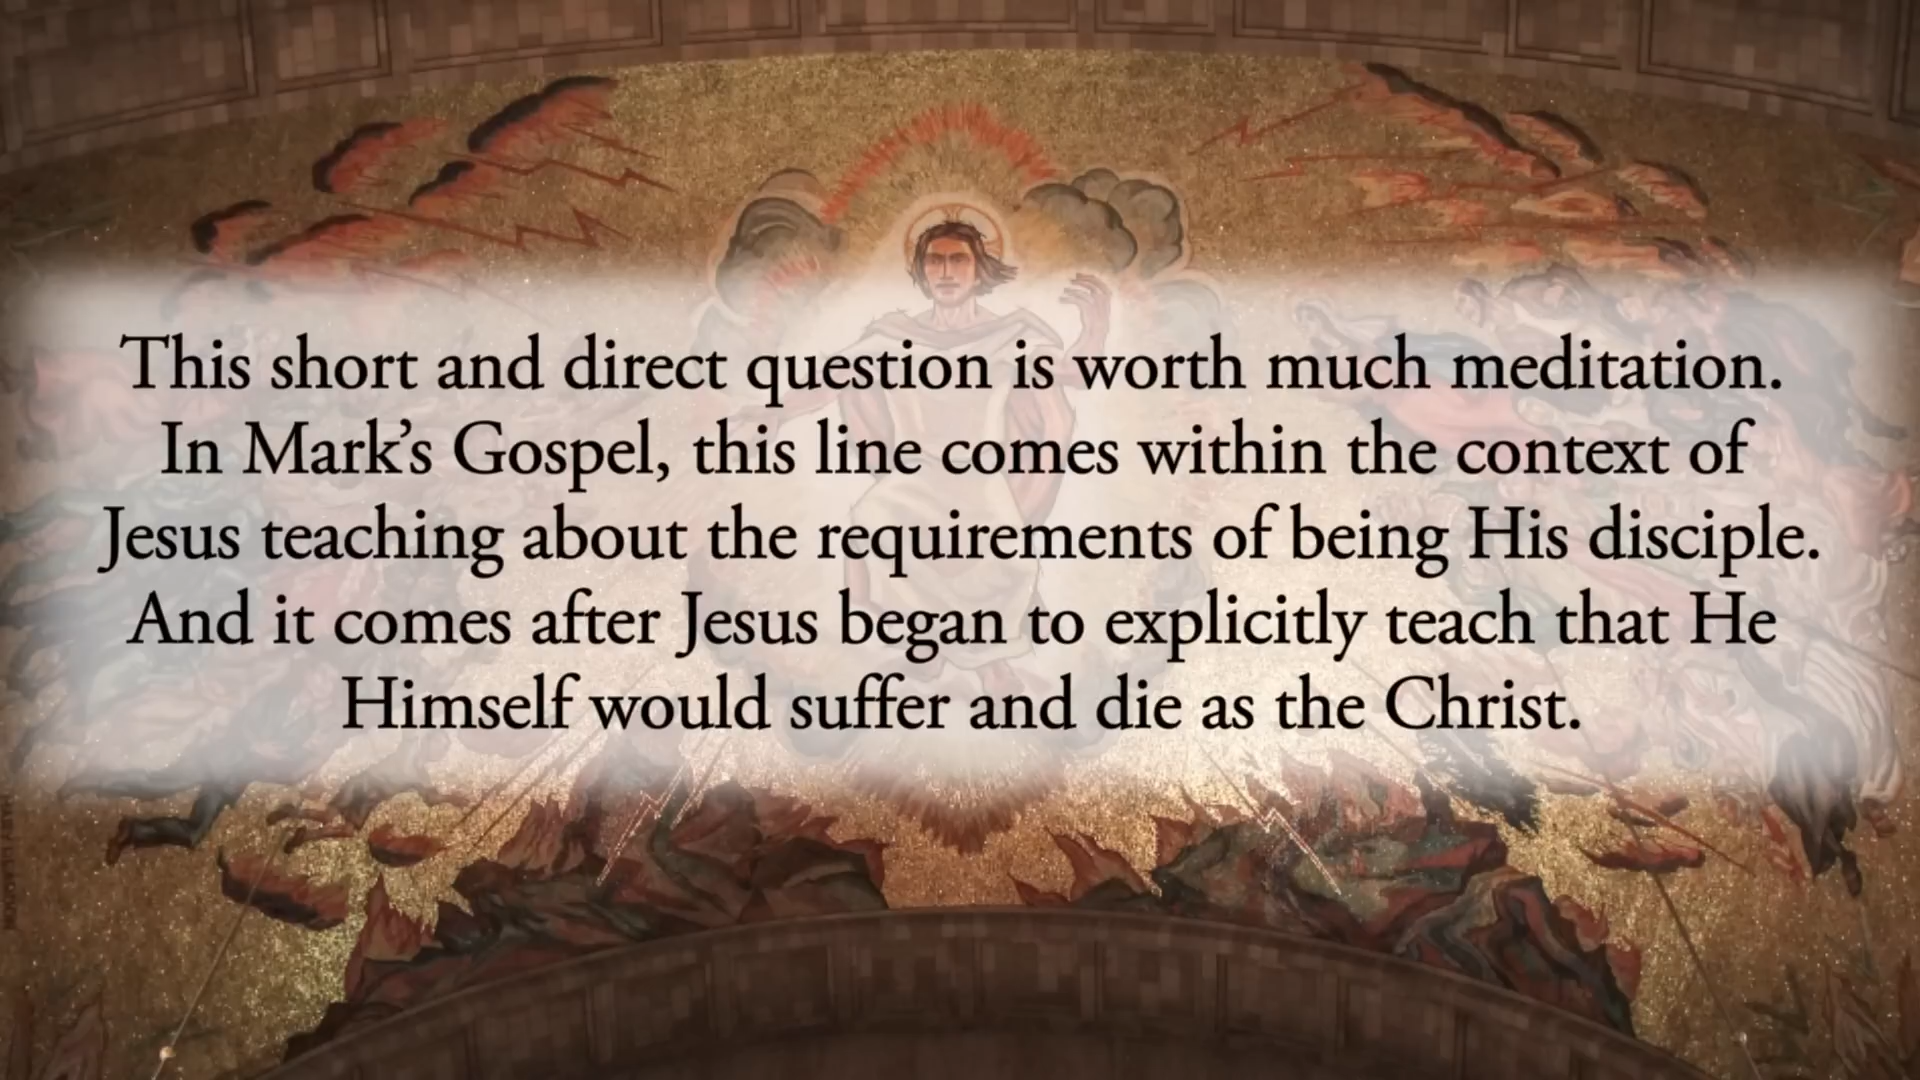 This short and direct question is worth much meditation.
In Mark’s Gospel, this line comes within the context of
Jesus teaching about the requirements of being His disciple.
And it comes after Jesus began to explicitly teach that He
Himself would suffer and die as the Christ.